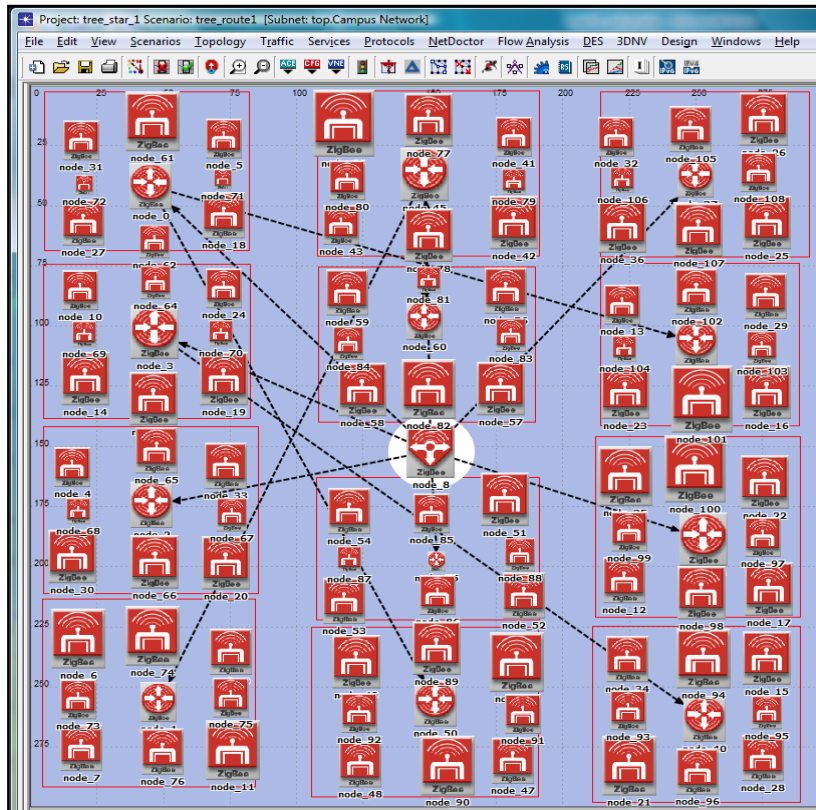 Project: tree_star_1 Scenario: tree_route1 [Subnet: top.Campus Network]
File Edit View Scenarios Topology Traffic Services Protocols NetDoctor Flow Analysis DES 3DNV Design Windows Help
ACE CFG VNE
0 25 50 75 100 125 150 175 225 250
25
50
75
100
125
150
175
200
225
250
275
node_61
node_31
node_5
node_72
node_0
node_71
node_27
node_18
node_62
node_77
node_41
node_80
node_79
node_43
node_42
node_32
node_105
node_106
node_108
node_36
node_107
node_25
node_64
node_10
node_24
node_69
node_3
node_70
node_14
node_19
node_81
node_59
node_60
node_84
node_83
node_58
node_82
node_57
node_8
node_102
node_13
node_29
node_104
node_103
node_23
node_101
node_16
node_65
node_4
node_33
node_68
node_67
node_30
node_66
node_20
node_54
node_85
node_51
node_87
node_88
node_53
node_52
node_100
node_22
node_99
node_97
node_12
node_98
node_17
node_6
node_74
node_73
node_75
node_7
node_76
node_11
node_89
node_92
node_50
node_91
node_48
node_90
node_47
node_34
node_94
node_15
node_93
node_95
node_21
node_96
node_28